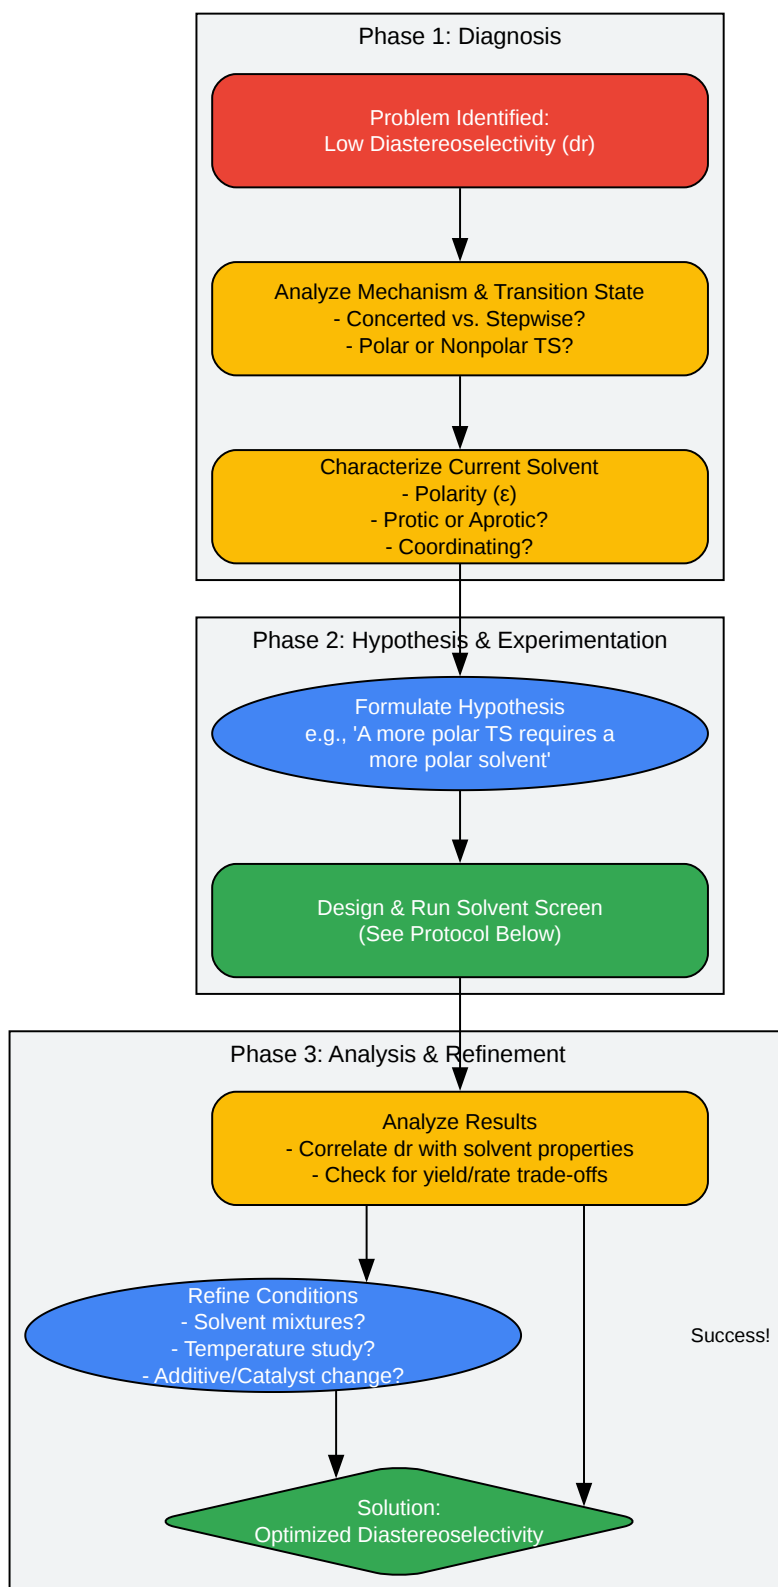 Phase 1: Diagnosis
Problem Identified:
Low Diastereoselectivity (dr)
Analyze Mechanism & Transition State
- Concerted vs. Stepwise?
- Polar or Nonpolar TS?
Characterize Current Solvent
- Polarity (ε)
- Protic or Aprotic?
- Coordinating?
Phase 2: Hypothesis & Experimentation
Formulate Hypothesis
e.g., 'A more polar TS requires a
more polar solvent'
Design & Run Solvent Screen
(See Protocol Below)
Phase 3: Analysis & Refinement
Analyze Results
- Correlate dr with solvent properties
- Check for yield/rate trade-offs
Refine Conditions
- Solvent mixtures?
- Temperature study?
- Additive/Catalyst change?
Success!
Solution:
Optimized Diastereoselectivity